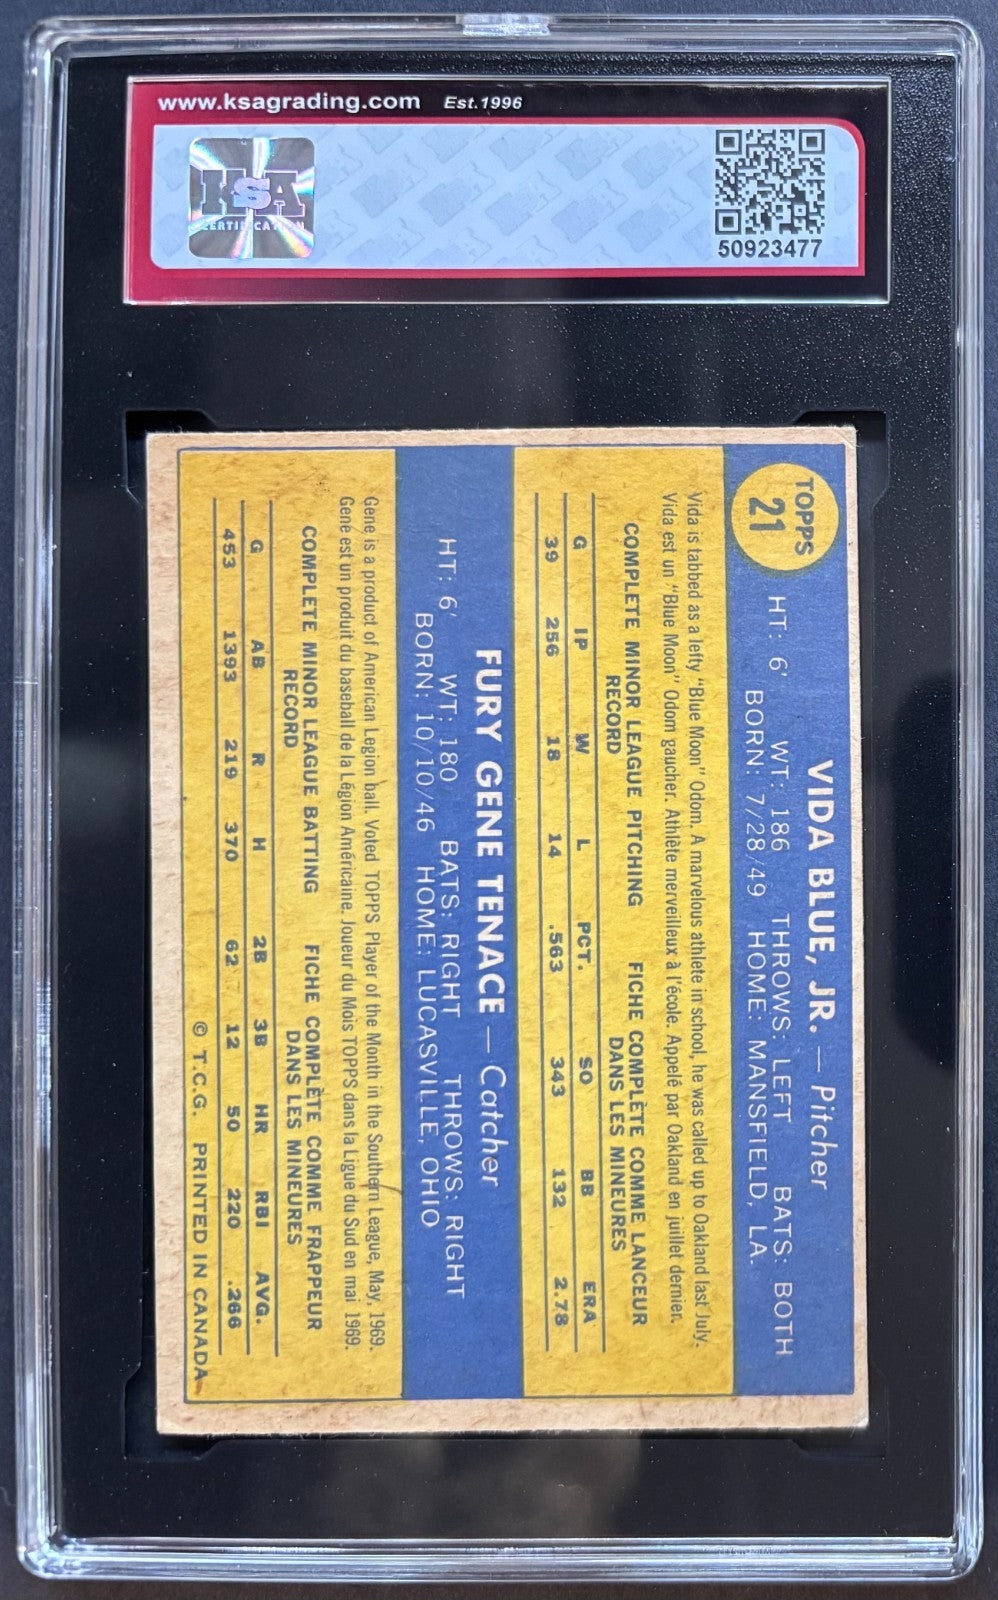 www.ksagrading.com Est.1996
KSA
CERTIFICATION
50923477
TOPPS
21
VIDA BLUE, JR. — Pitcher
HT: 6' WT: 186 THROWS: LEFT BATS: BOTH
BORN: 7/28/49 HOME: MANSFIELD, LA.
Vida is tabbed as a lefty "Blue Moon" Odom. A marvelous athlete in school, he was called up to Oakland last July.
Vida est un "Blue Moon" Odom gaucher. Athlète merveilleux à l'école. Appelé par Oakland en juillet dernier.
COMPLETE MINOR LEAGUE PITCHING RECORD
FICHE COMPLÈTE COMME LANCEUR DANS LES MINEURES
G IP W L PCT. SO BB ERA
39 256 18 14 .563 343 132 2.78
FURY GENE TENACE — Catcher
HT: 6' WT: 180 BATS: RIGHT THROWS: RIGHT
BORN: 10/10/46 HOME: LUCASVILLE, OHIO
Gene is a product of American Legion ball. Voted TOPPS Player of the Month in the Southern League, May, 1969.
Gene est un produit du baseball de la Légion Américaine. Joueur du Mois TOPPS dans la Ligue du Sud en mai 1969.
COMPLETE MINOR LEAGUE BATTING RECORD
FICHE COMPLÈTE COMME FRAPPEUR DANS LES MINEURES
G AB R H 2B 3B HR RBI AVG.
453 1393 219 370 62 12 50 220 .266
© T.C.G. PRINTED IN CANADA